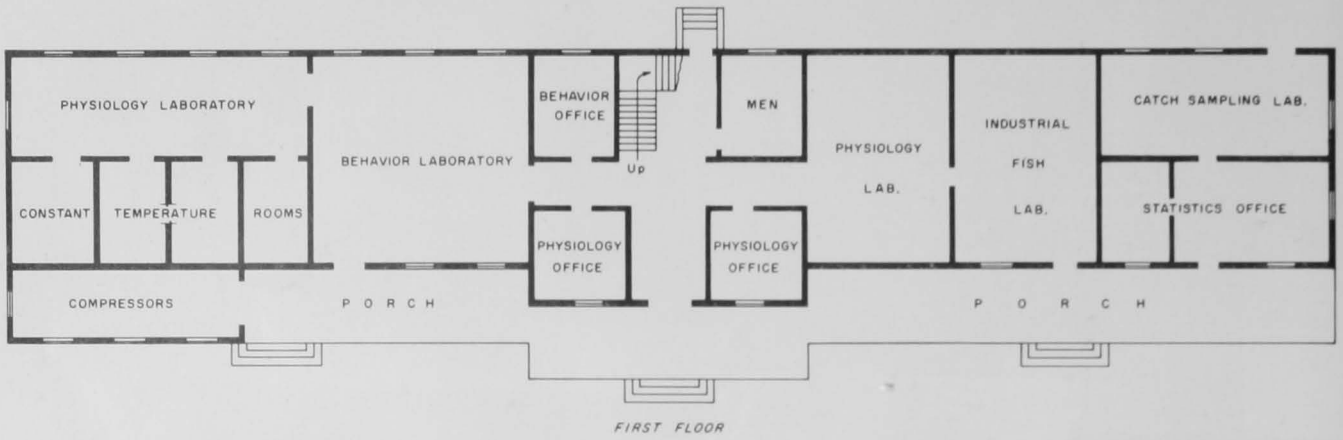 PHYSIOLOGY LABORATORY
CONSTANT TEMPERATURE ROOMS
COMPRESSORS
BEHAVIOR LABORATORY
PORCH
BEHAVIOR
OFFICE
Up
MEN
PHYSIOLOGY
OFFICE
PHYSIOLOGY
OFFICE
PHYSIOLOGY
LAB.
INDUSTRIAL
FISH
LAB.
CATCH SAMPLING LAB.
STATISTICS OFFICE
PORCH
FIRST FLOOR